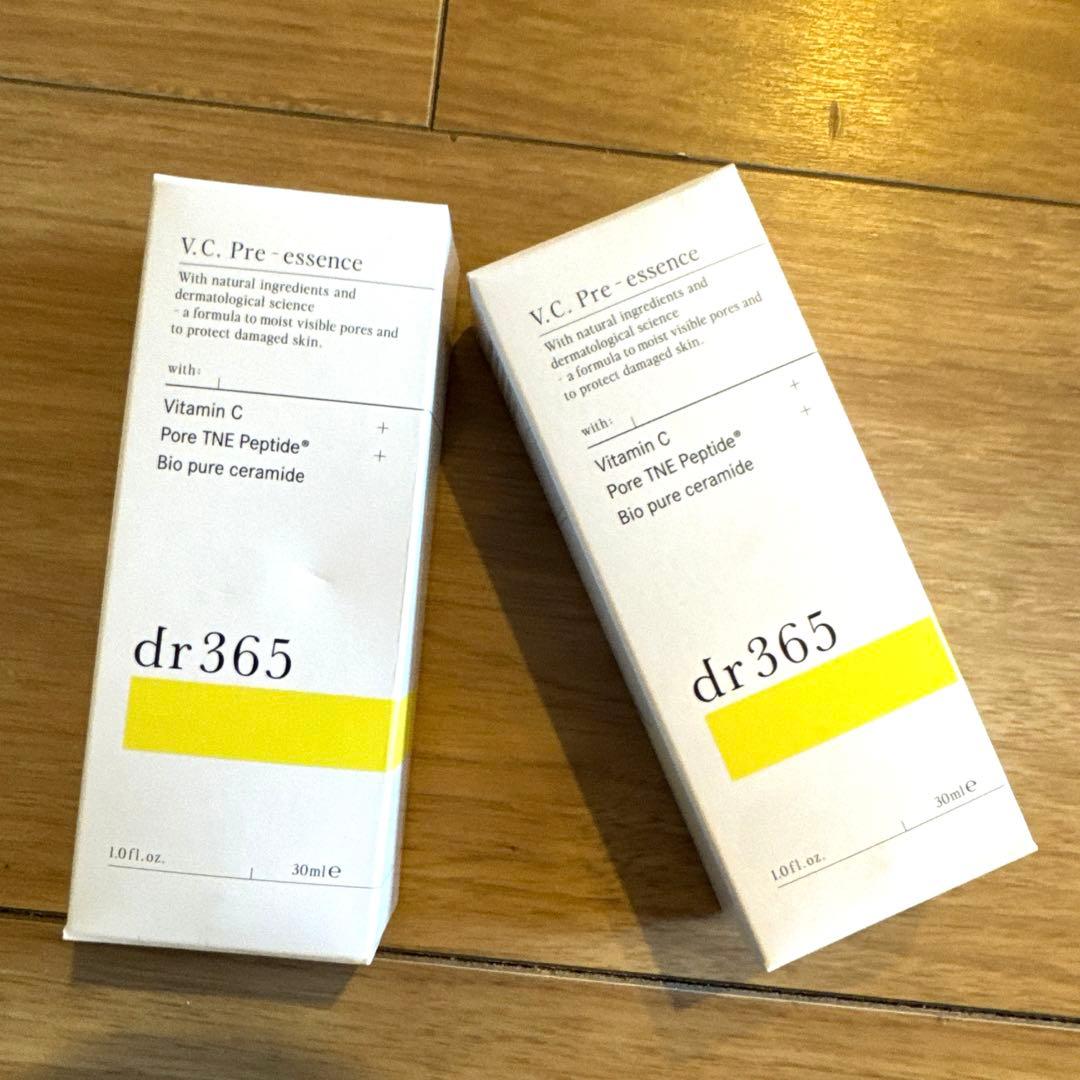 V.C. Pre-essence
With natural ingredients and
dermatological science
- a formula to moist visible pores and
to protect damaged skin.
with:
Vitamin C +
Pore TNE Peptide® +
Bio pure ceramide
dr365
1.0fl.oz. 30ml℮
V.C. Pre-essence
With natural ingredients and
dermatological science
- a formula to moist visible pores and
to protect damaged skin.
with:
Vitamin C +
Pore TNE Peptide® +
Bio pure ceramide
dr365
1.0fl.oz. 30ml℮